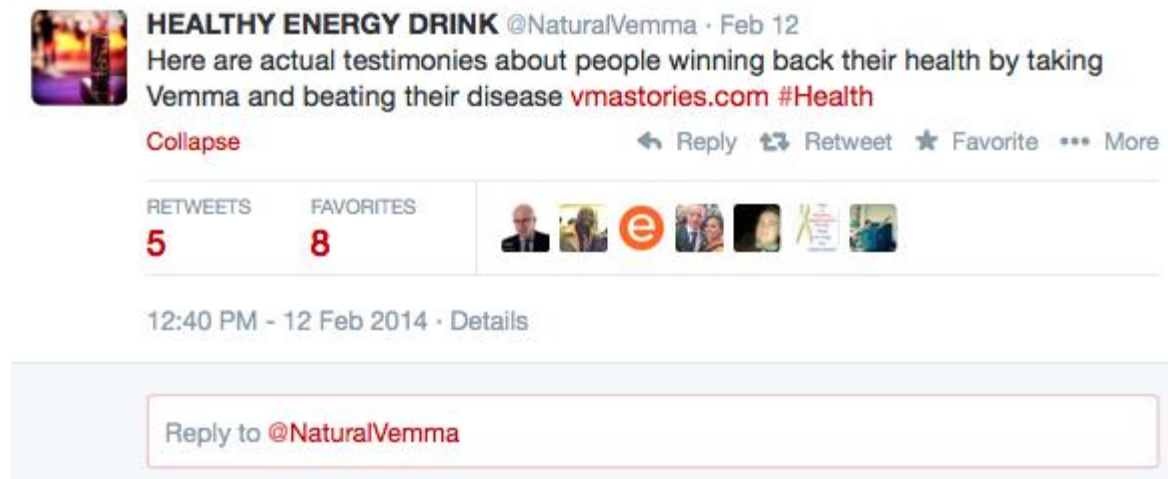 HEALTHY ENERGY DRINK @NaturalVemma · Feb 12
Here are actual testimonies about people winning back their health by taking
Vemma and beating their disease vmastories.com #Health
Collapse Reply Retweet Favorite ••• More
RETWEETS FAVORITES
5 8
e
12:40 PM - 12 Feb 2014 · Details
Reply to @NaturalVemma